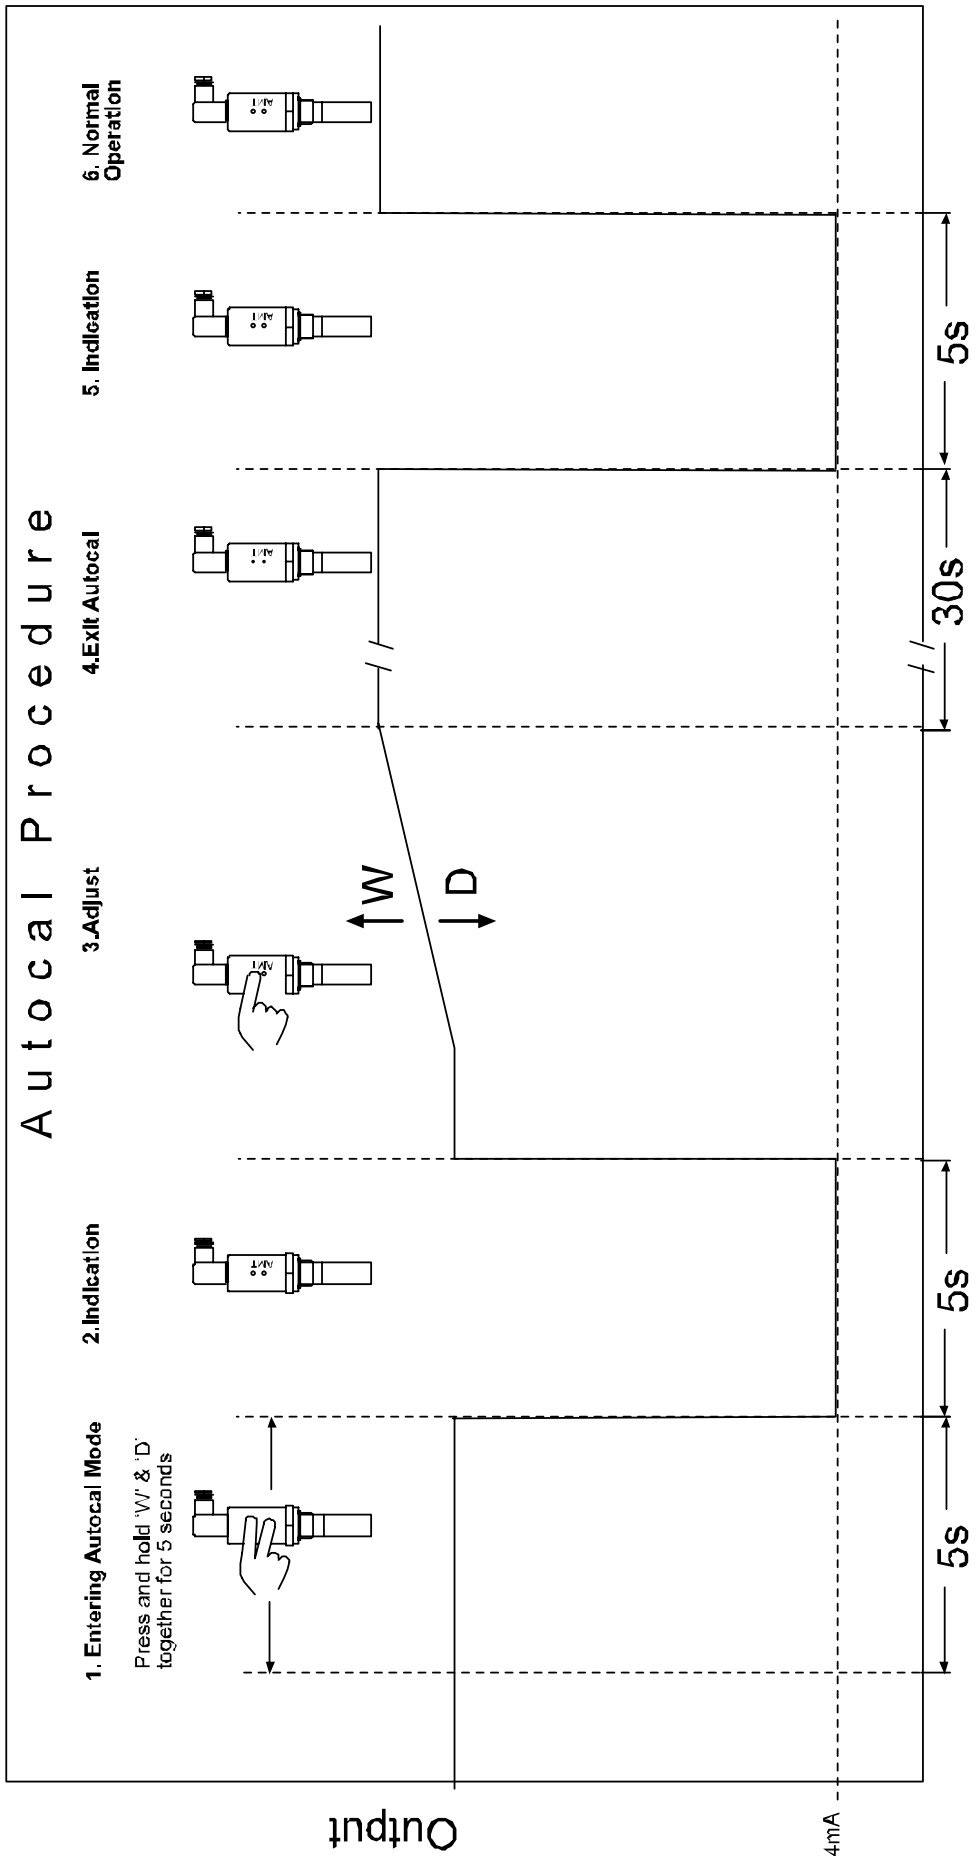 Autocal Procedure
1. Entering Autocal Mode
Press and hold 'W' & 'D'
together for 5 seconds
2.Indication
3.Adjust
4.Exit Autocal
5. Indication
6. Normal
Operation
W
D
Output
4mA
5s
5s
30s
5s